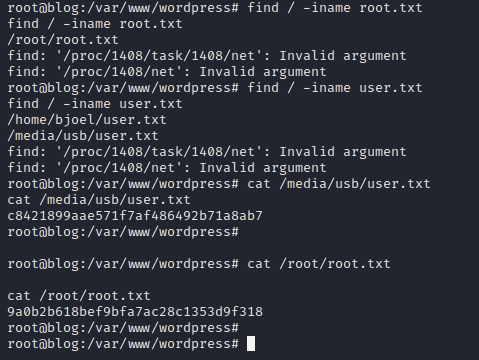 root@blog:/var/www/wordpress# find / -iname root.txt
find / -iname root.txt
/root/root.txt
find: '/proc/1408/task/1408/net': Invalid argument
find: '/proc/1408/net': Invalid argument
root@blog:/var/www/wordpress# find / -iname user.txt
find / -iname user.txt
/home/bjoel/user.txt
/media/usb/user.txt
find: '/proc/1408/task/1408/net': Invalid argument
find: '/proc/1408/net': Invalid argument
root@blog:/var/www/wordpress# cat /media/usb/user.txt
cat /media/usb/user.txt
c8421899aae571f7af486492b71a8ab7
root@blog:/var/www/wordpress#
root@blog:/var/www/wordpress# cat /root/root.txt
cat /root/root.txt
9a0b2b618bef9bfa7ac28c1353d9f318
root@blog:/var/www/wordpress#
root@blog:/var/www/wordpress#